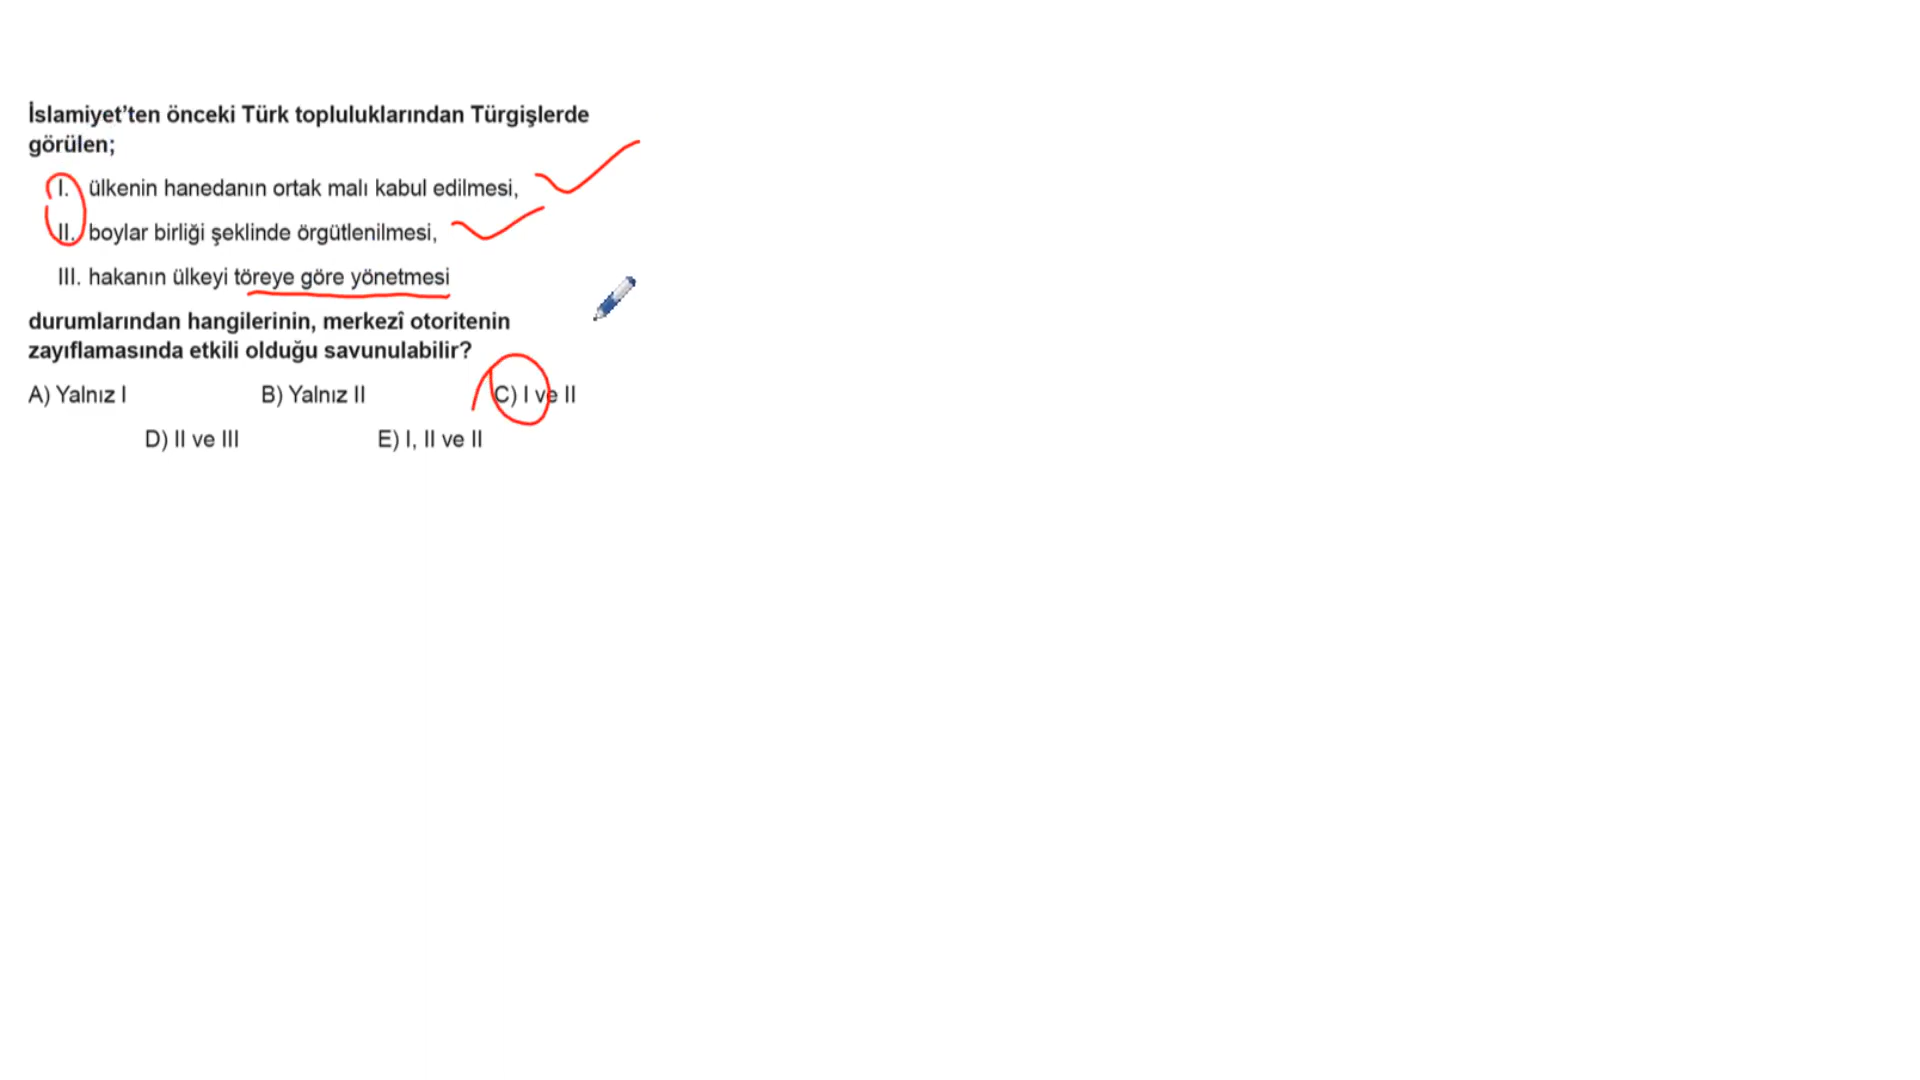 İslamiyet’ten önceki Türk topluluklarından Türgişlerde
görülen;
I. ülkenin hanedanın ortak malı kabul edilmesi,
II. boylar birliği şeklinde örgütlenilmesi,
III. hakanın ülkeyi töreye göre yönetmesi
durumlarından hangilerinin, merkezî otoritenin
zayıflamasında etkili olduğu savunulabilir?
A) Yalnız I B) Yalnız II C) I ve II
D) II ve III E) I, II ve II